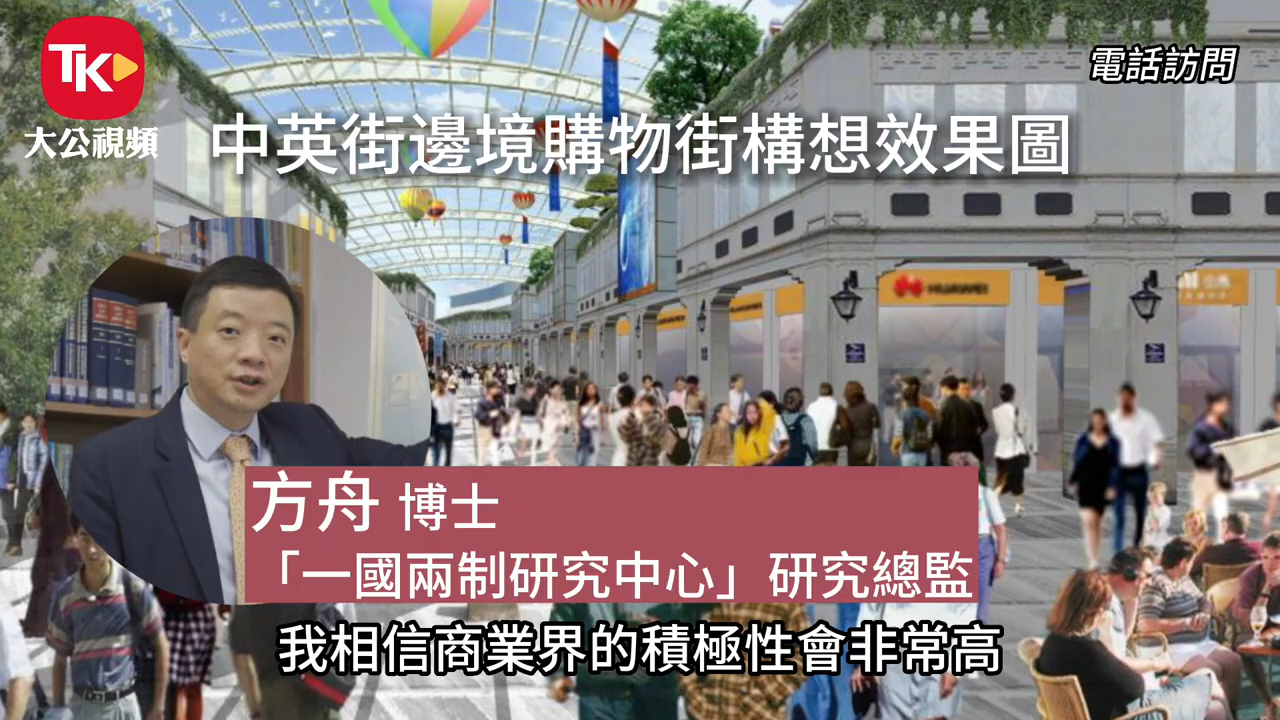 TK
大公視頻
電話訪問
中英街邊境購物街構想效果圖
HUAWEI
方舟 博士
「一國兩制研究中心」研究總監
我相信商業界的積極性會非常高